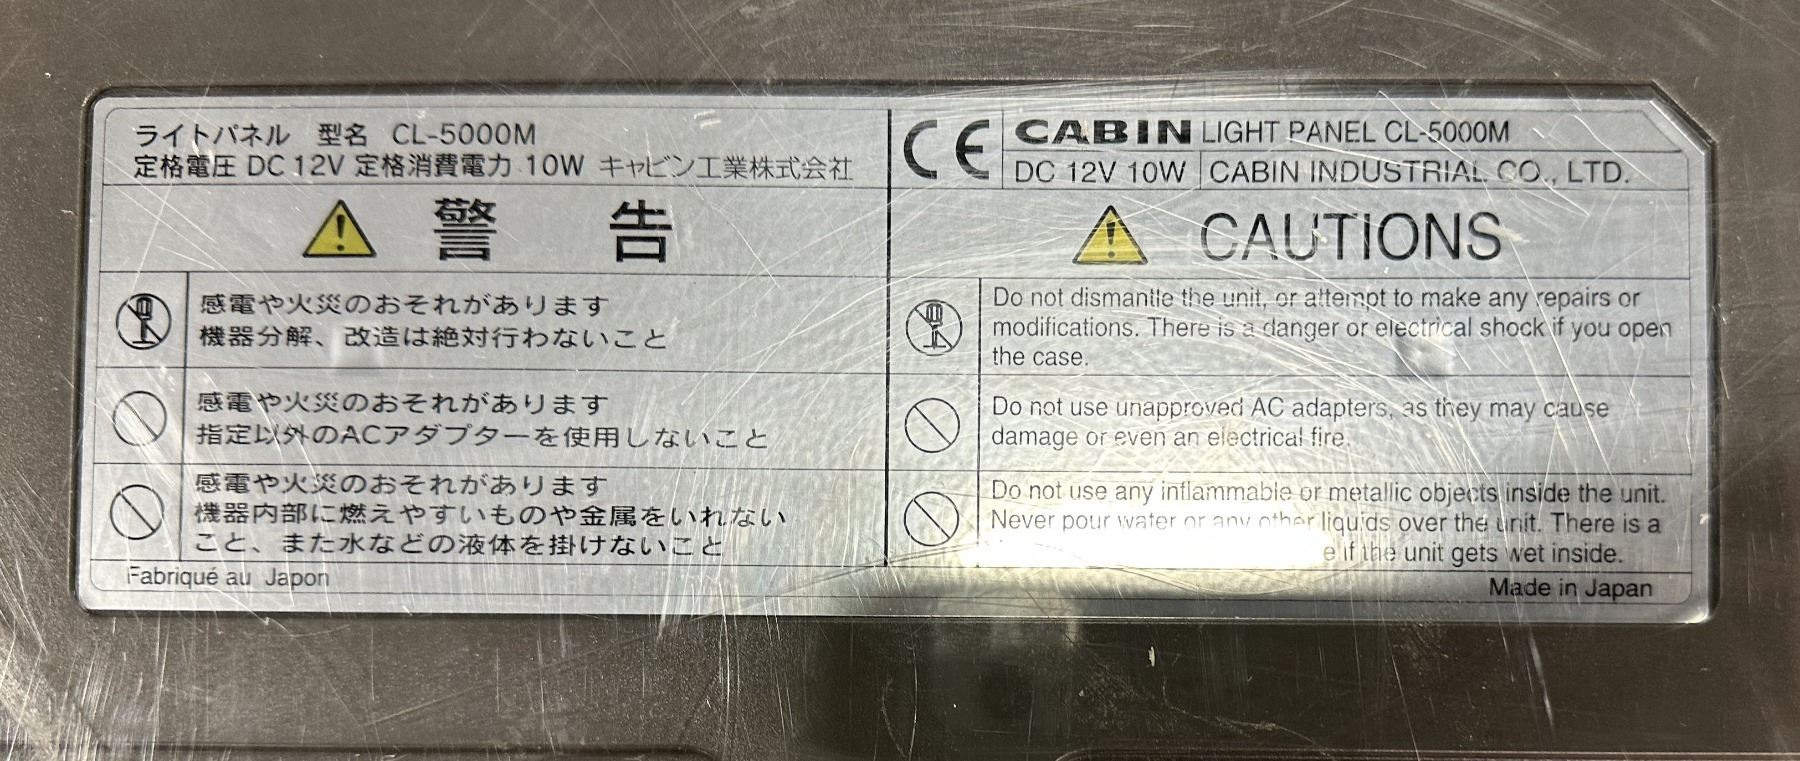 ライトパネル 型名 CL-5000M
定格電圧 DC 12V 定格消費電力 10W キャビン工業株式会社
警告
感電や火災のおそれがあります
機器分解、改造は絶対行わないこと
感電や火災のおそれがあります
指定以外のACアダプターを使用しないこと
感電や火災のおそれがあります
機器内部に燃えやすいものや金属をいれない
こと、また水などの液体を掛けないこと
Fabriqué au Japon
CE CABIN LIGHT PANEL CL-5000M
DC 12V 10W CABIN INDUSTRIAL CO., LTD.
CAUTIONS
Do not dismantle the unit, or attempt to make any repairs or
modifications. There is a danger or electrical shock if you open
the case.
Do not use unapproved AC adapters, as they may cause
damage or even an electrical fire.
Do not use any inflammable or metallic objects inside the unit.
Never pour water or any other liquids over the unit. There is a
if the unit gets wet inside.
Made in Japan